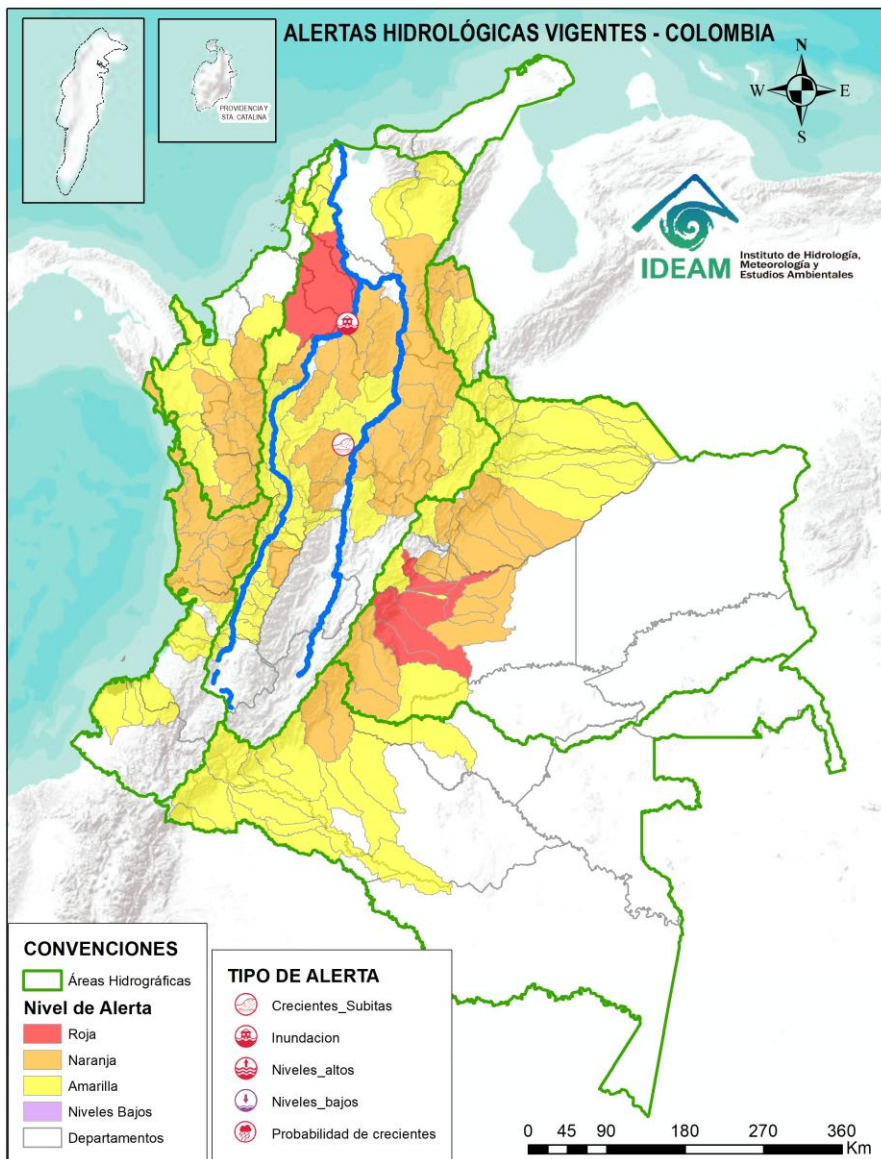 ALERTAS HIDROLÓGICAS VIGENTES - COLOMBIA
PROVIDENCIA Y
STA. CATALINA
N
W
E
S
IDEAM
Instituto de Hidrología,
Meteorología y
Estudios Ambientales
CONVENCIONES
Áreas Hidrográficas
Nivel de Alerta
Roja
Naranja
Amarilla
Niveles Bajos
Departamentos
TIPO DE ALERTA
Crecientes_Subitas
Inundacion
Niveles_altos
Niveles_bajos
Probabilidad de crecientes
0 45 90 180 270 360
Km